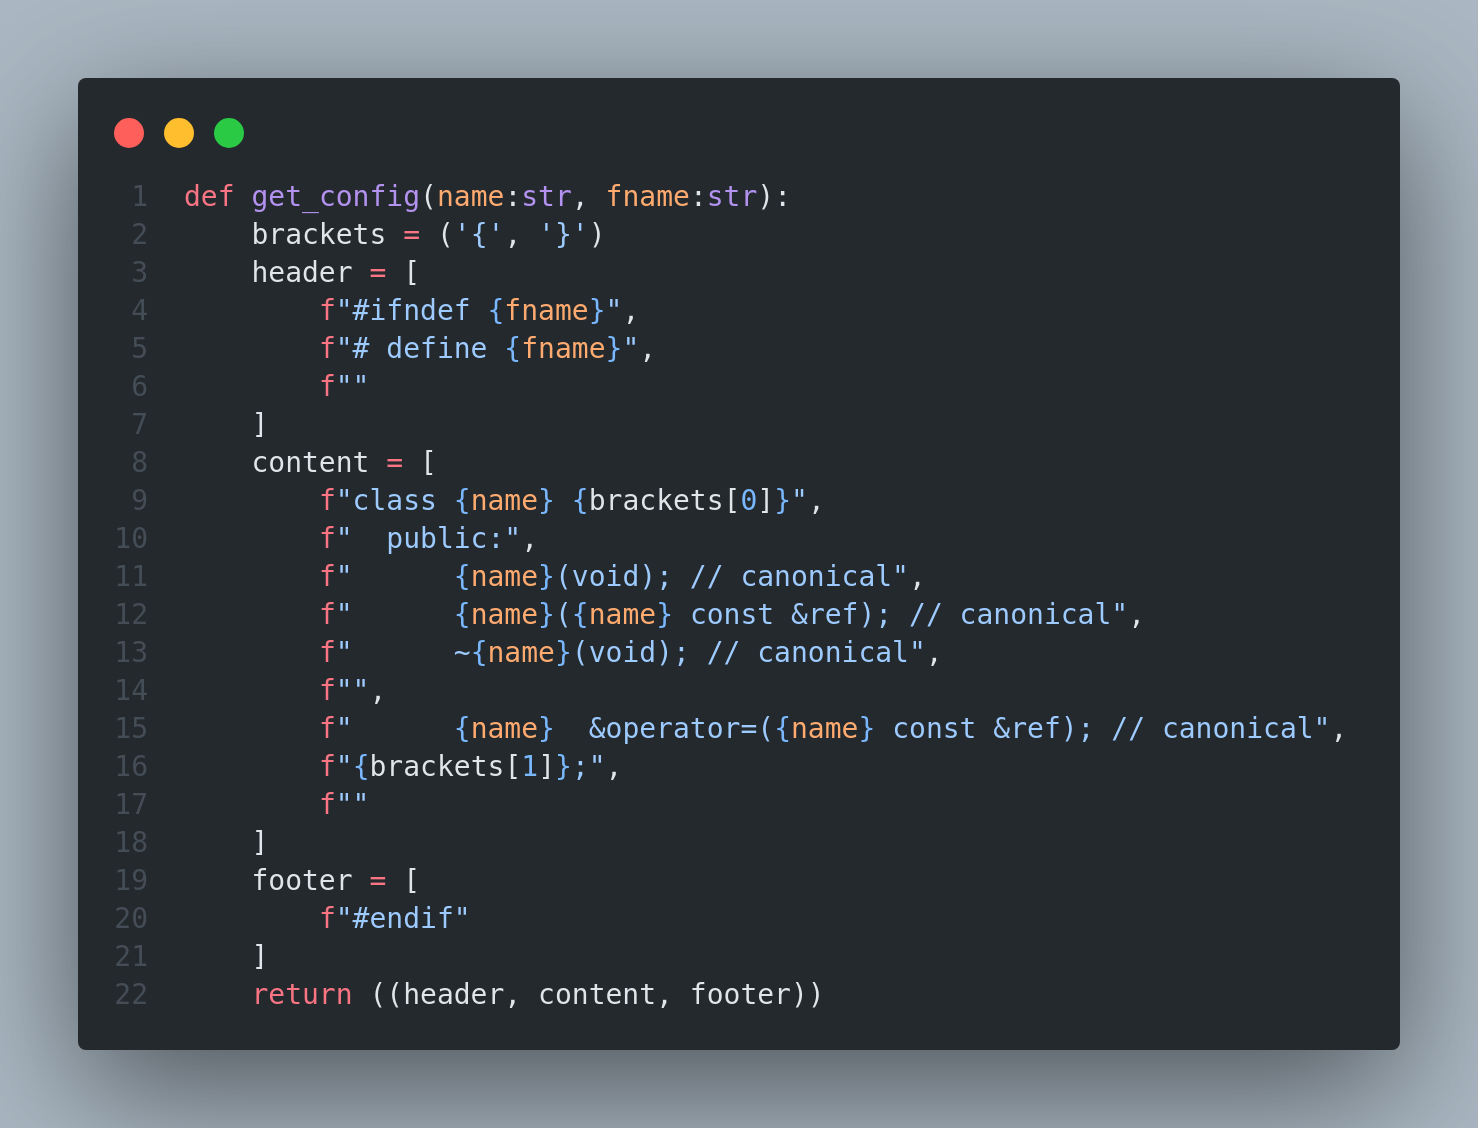 1 def get_config(name:str, fname:str):
2     brackets = ('{', '}')
3     header = [
4         f"#ifndef {fname}",
5         f"# define {fname}",
6         f""
7     ]
8     content = [
9         f"class {name} {brackets[0]}",
10         f"  public:",
11         f"      {name}(void); // canonical",
12         f"      {name}({name} const &ref); // canonical",
13         f"      ~{name}(void); // canonical",
14         f"",
15         f"      {name}  &operator=({name} const &ref); // canonical",
16         f"{brackets[1]};",
17         f""
18     ]
19     footer = [
20         f"#endif"
21     ]
22     return ((header, content, footer))